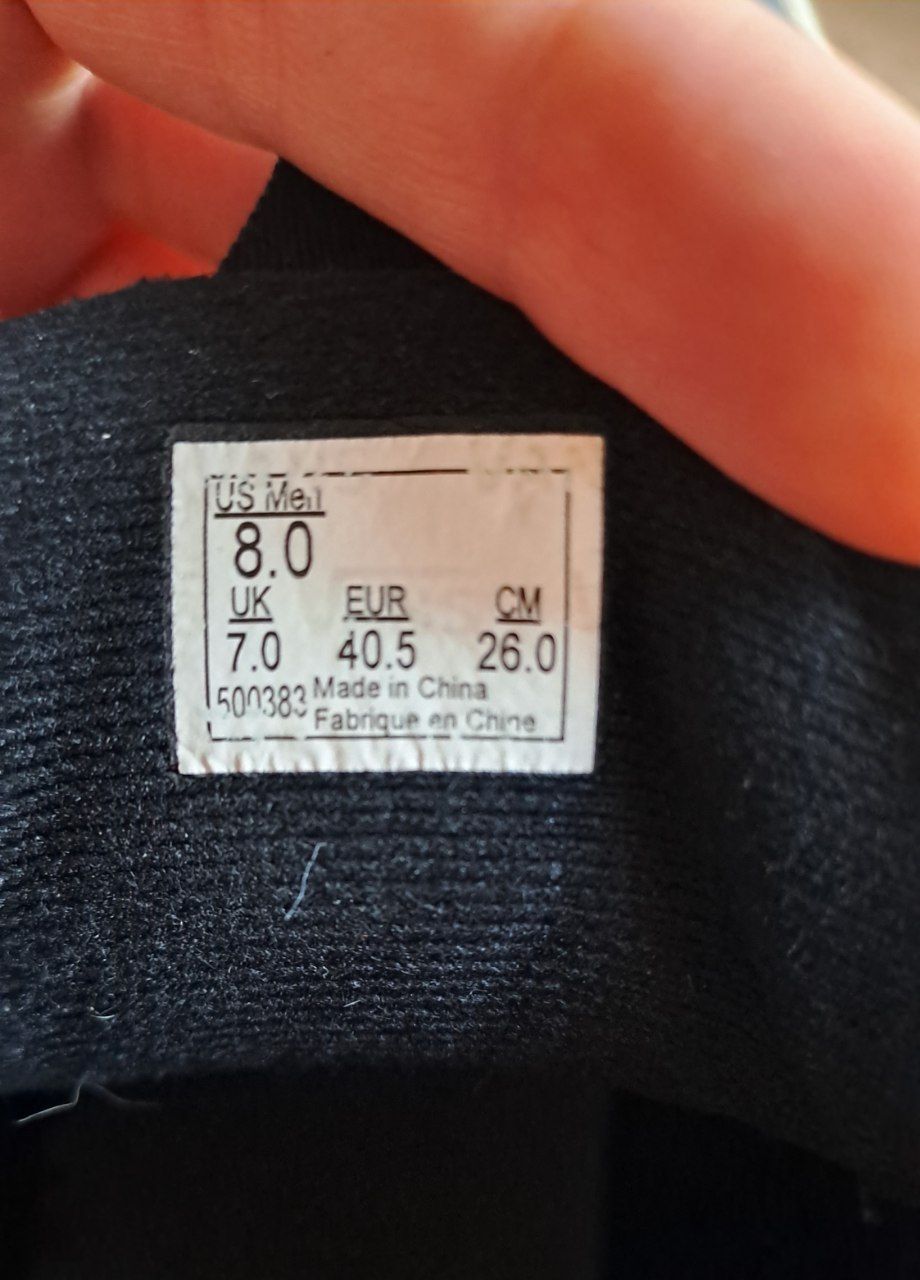 US Men
8.0
UK EUR CM
7.0 40.5 26.0
500383 Made in China
Fabrique en Chine